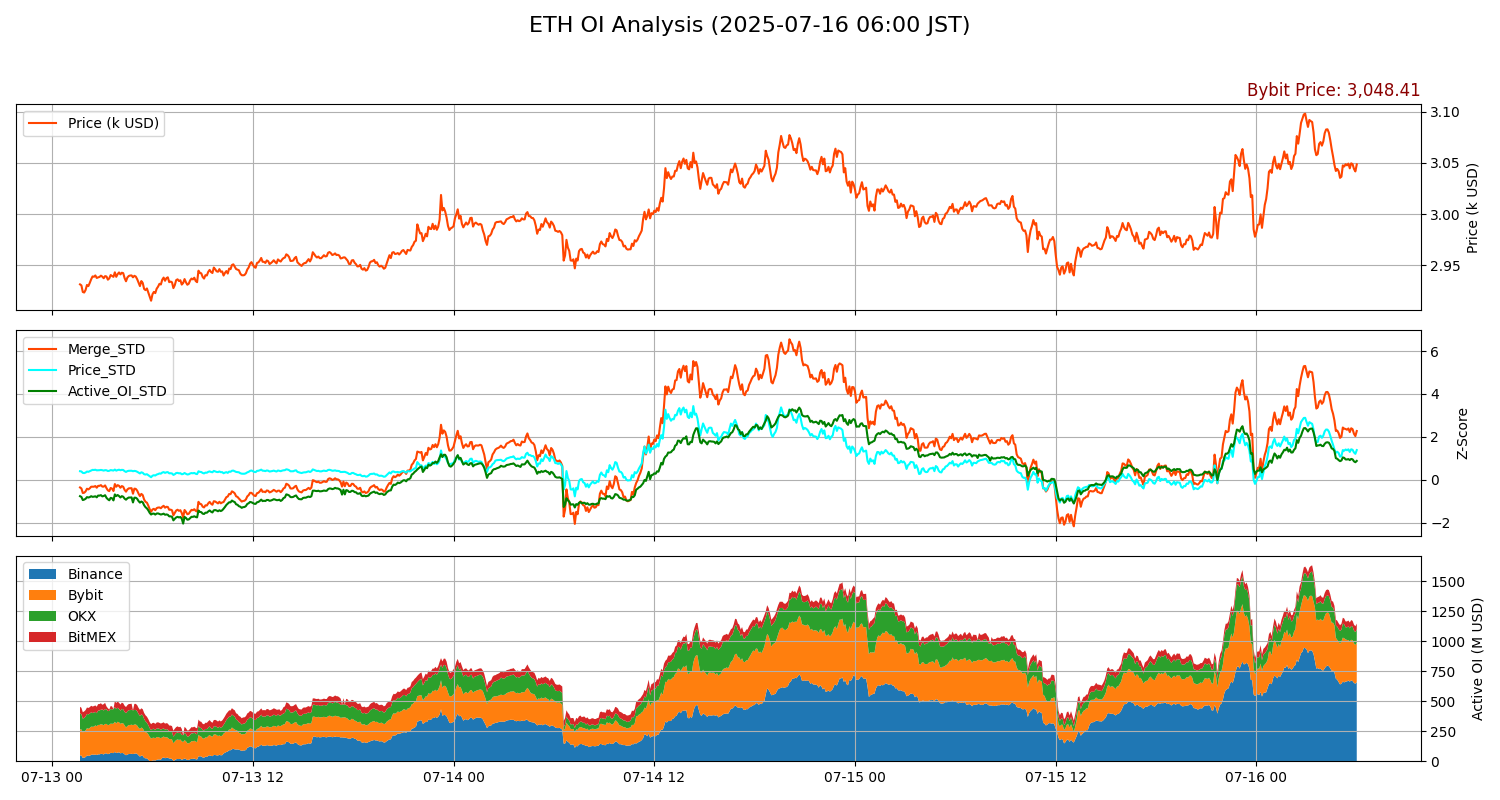 ETH OI Analysis (2025-07-16 06:00 JST)
Bybit Price: 3,048.41
Price (k USD)
3.10
3.05
3.00
2.95
Price (k USD)
Merge_STD
Price_STD
Active_OI_STD
6
4
2
0
−2
Z-Score
Binance
Bybit
OKX
BitMEX
1500
1250
1000
750
500
250
0
Active OI (M USD)
07-13 00
07-13 12
07-14 00
07-14 12
07-15 00
07-15 12
07-16 00